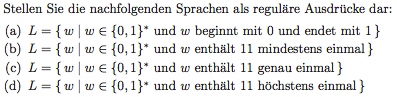 Stellen Sie die nachfolgenden Sprachen als reguläre Ausdrücke dar:
(a) L = { w | w ∈ {0, 1}* und w beginnt mit 0 und endet mit 1 }
(b) L = { w | w ∈ {0, 1}* und w enthält 11 mindestens einmal }
(c) L = { w | w ∈ {0, 1}* und w enthält 11 genau einmal }
(d) L = { w | w ∈ {0, 1}* und w enthält 11 höchstens einmal }